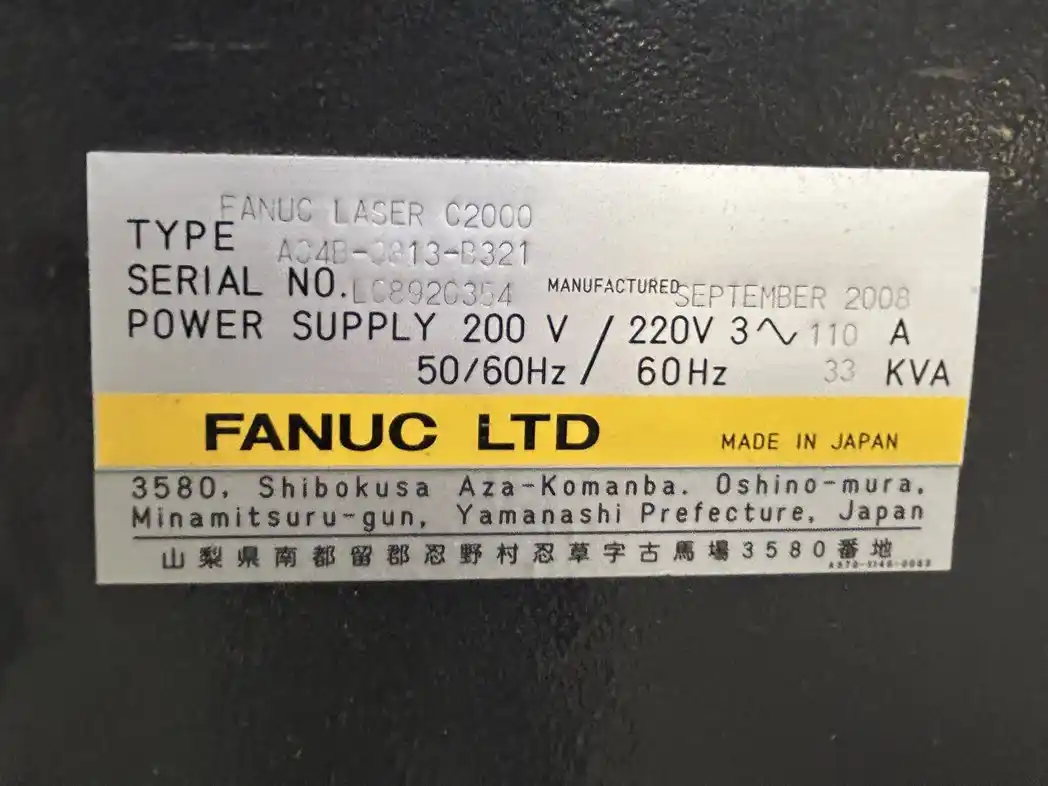 FANUC LASER C2000
TYPE
SERIAL NO. MANUFACTURED SEPTEMBER 2008
POWER SUPPLY 200 V / 220V 3∿ 110 A
50/60Hz / 60Hz 33 KVA
FANUC LTD MADE IN JAPAN
3580, Shibokusa Aza-Komanba. Oshino-mura,
Minamitsuru-gun, Yamanashi Prefecture, Japan
山梨県南都留郡忍野村忍草字古馬場3580番地